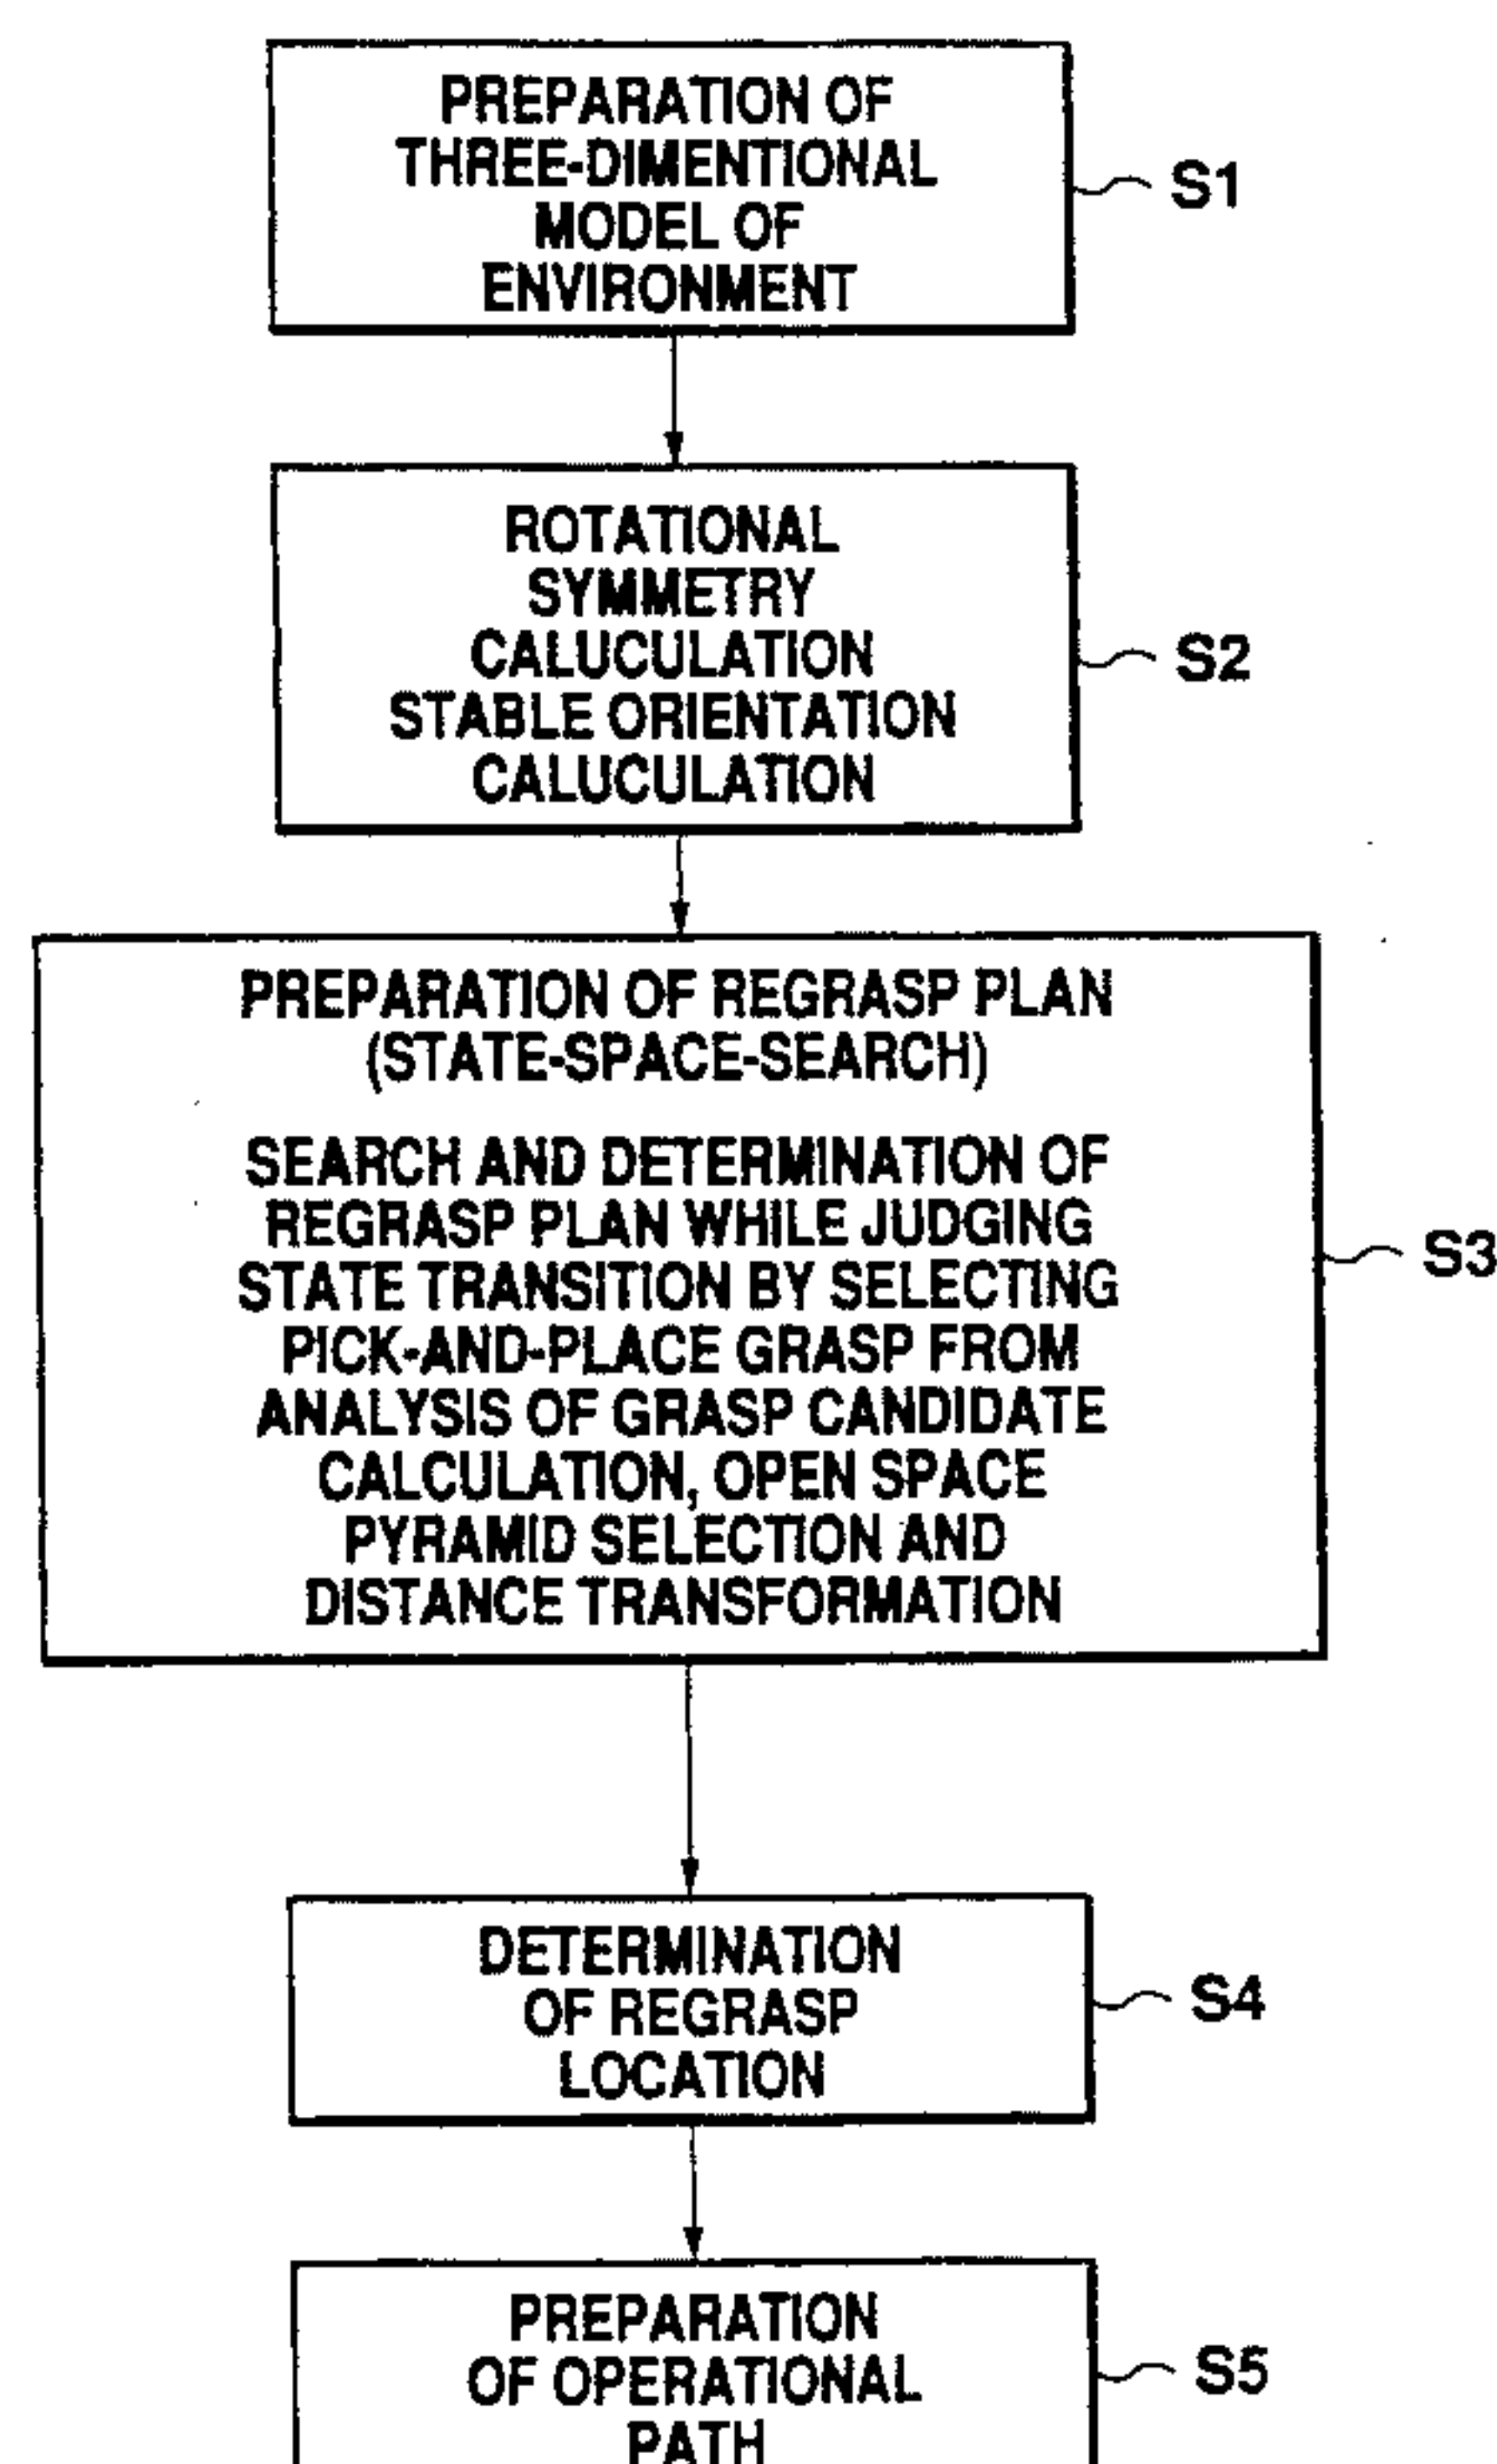 PREPARATION OF
THREE-DIMENTIONAL
MODEL OF
ENVIRONMENT
S1
ROTATIONAL
SYMMETRY
CALUCULATION
STABLE ORIENTATION
CALUCULATION
S2
PREPARATION OF REGRASP PLAN
(STATE-SPACE-SEARCH)
SEARCH AND DETERMINATION OF
REGRASP PLAN WHILE JUDGING
STATE TRANSITION BY SELECTING
PICK-AND-PLACE GRASP FROM
ANALYSIS OF GRASP CANDIDATE
CALCULATION, OPEN SPACE
PYRAMID SELECTION AND
DISTANCE TRANSFORMATION
S3
DETERMINATION
OF REGRASP
LOCATION
S4
PREPARATION
OF OPERATIONAL
PATH
S5